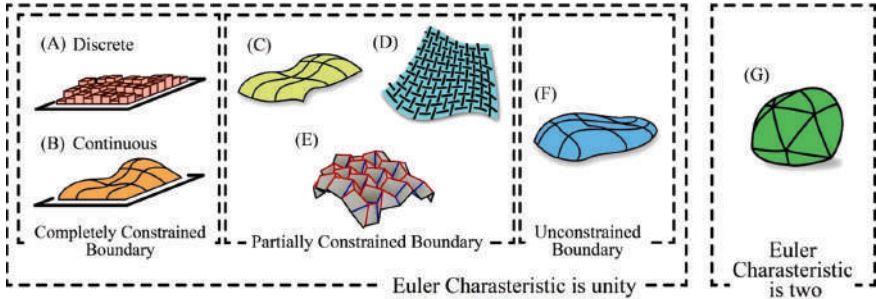 (A) Discrete
(B) Continuous
Completely Constrained
Boundary
(C)
(D)
(E)
Partially Constrained Boundary
(F)
Unconstrained
Boundary
Euler Charasteristic is unity
(G)
Euler
Charasteristic
is two